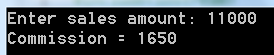 Enter sales amount: 11000
Commission = 1650